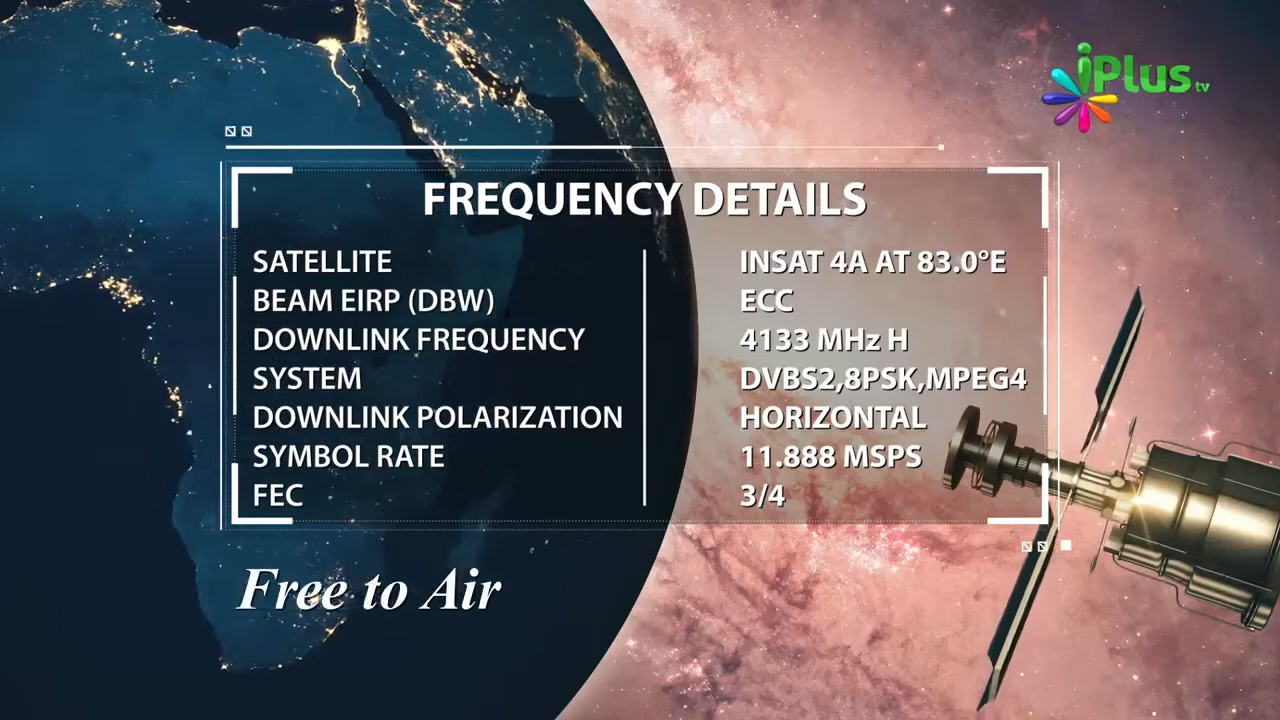 iPlus tv
FREQUENCY DETAILS
SATELLITE INSAT 4A AT 83.0°E
BEAM EIRP (DBW) ECC
DOWNLINK FREQUENCY 4133 MHz H
SYSTEM DVBS2,8PSK,MPEG4
DOWNLINK POLARIZATION HORIZONTAL
SYMBOL RATE 11.888 MSPS
FEC 3/4
Free to Air